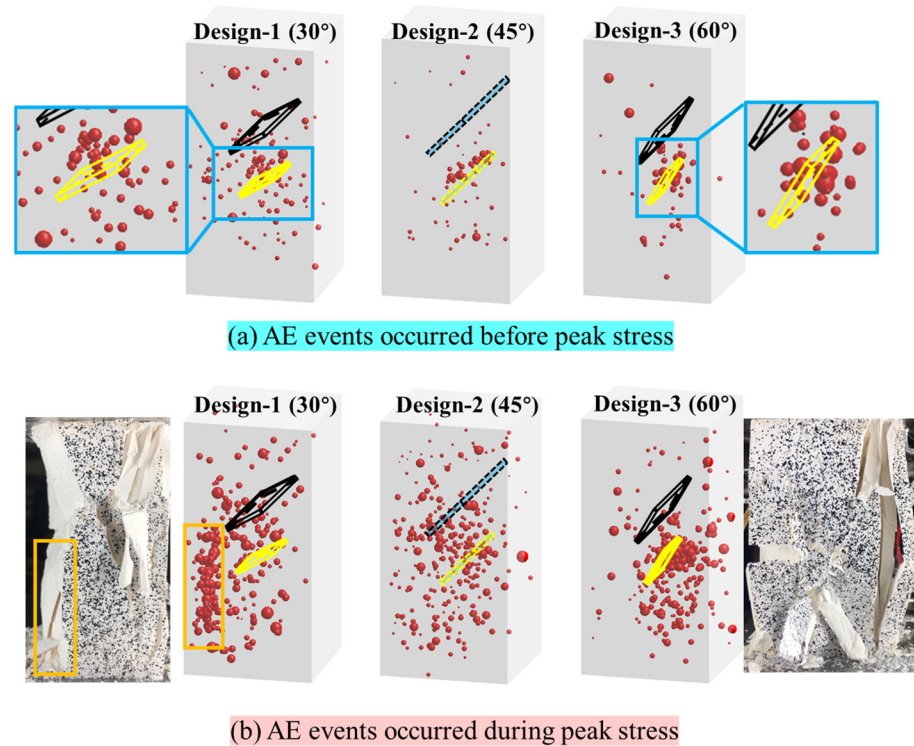 Design-1 (30°)
Design-2 (45°)
Design-3 (60°)
(a) AE events occurred before peak stress
Design-1 (30°)
Design-2 (45°)
Design-3 (60°)
(b) AE events occurred during peak stress